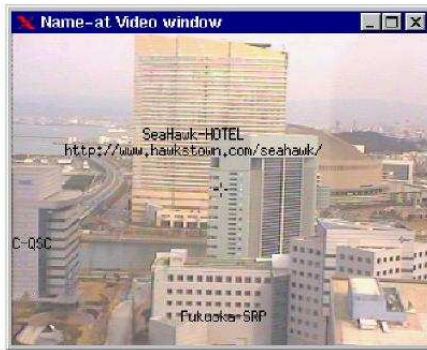 Name-at Video window
SeaHawk-HOTEL
http://www.hawkstown.com/seahawk/
C-QSC
Fukuoka-SRP